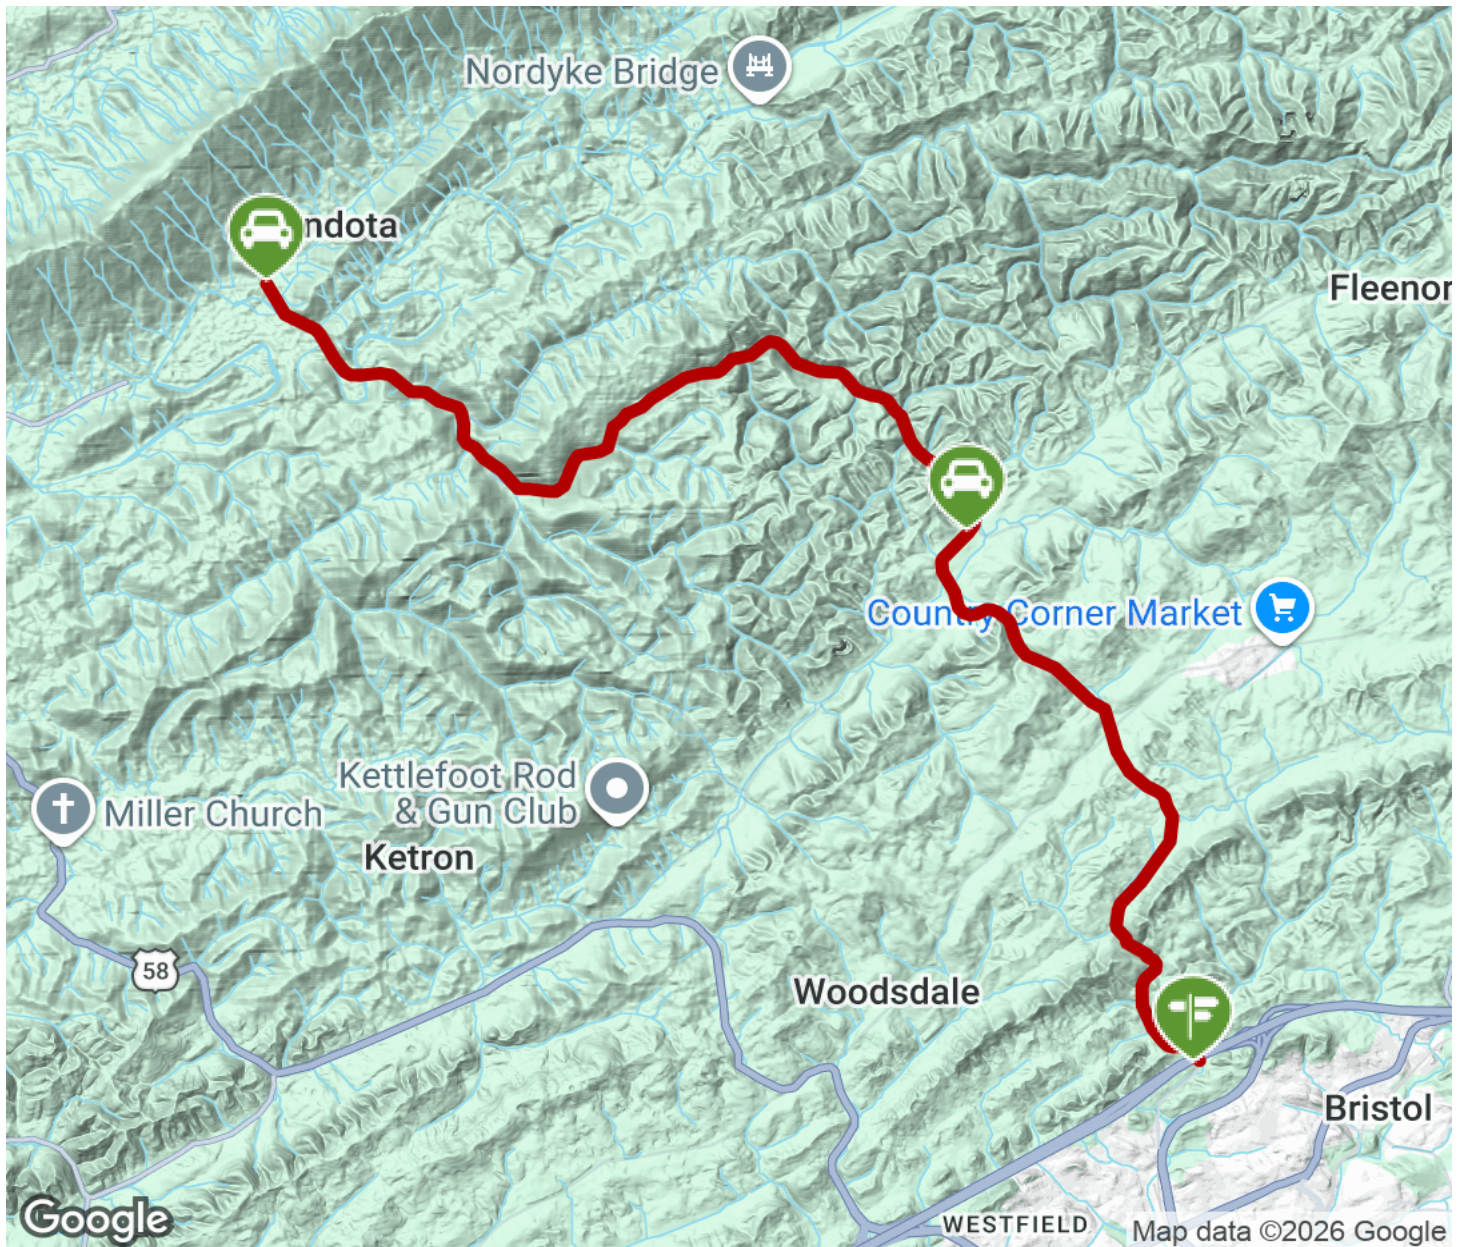 Nordyke Bridge
ndota
Fleenor
Country Corner Market
Kettlefoot Rod
& Gun Club
Miller Church
Ketron
58
Woodsdale
Bristol
WESTFIELD
Google
Map data ©2026 Google